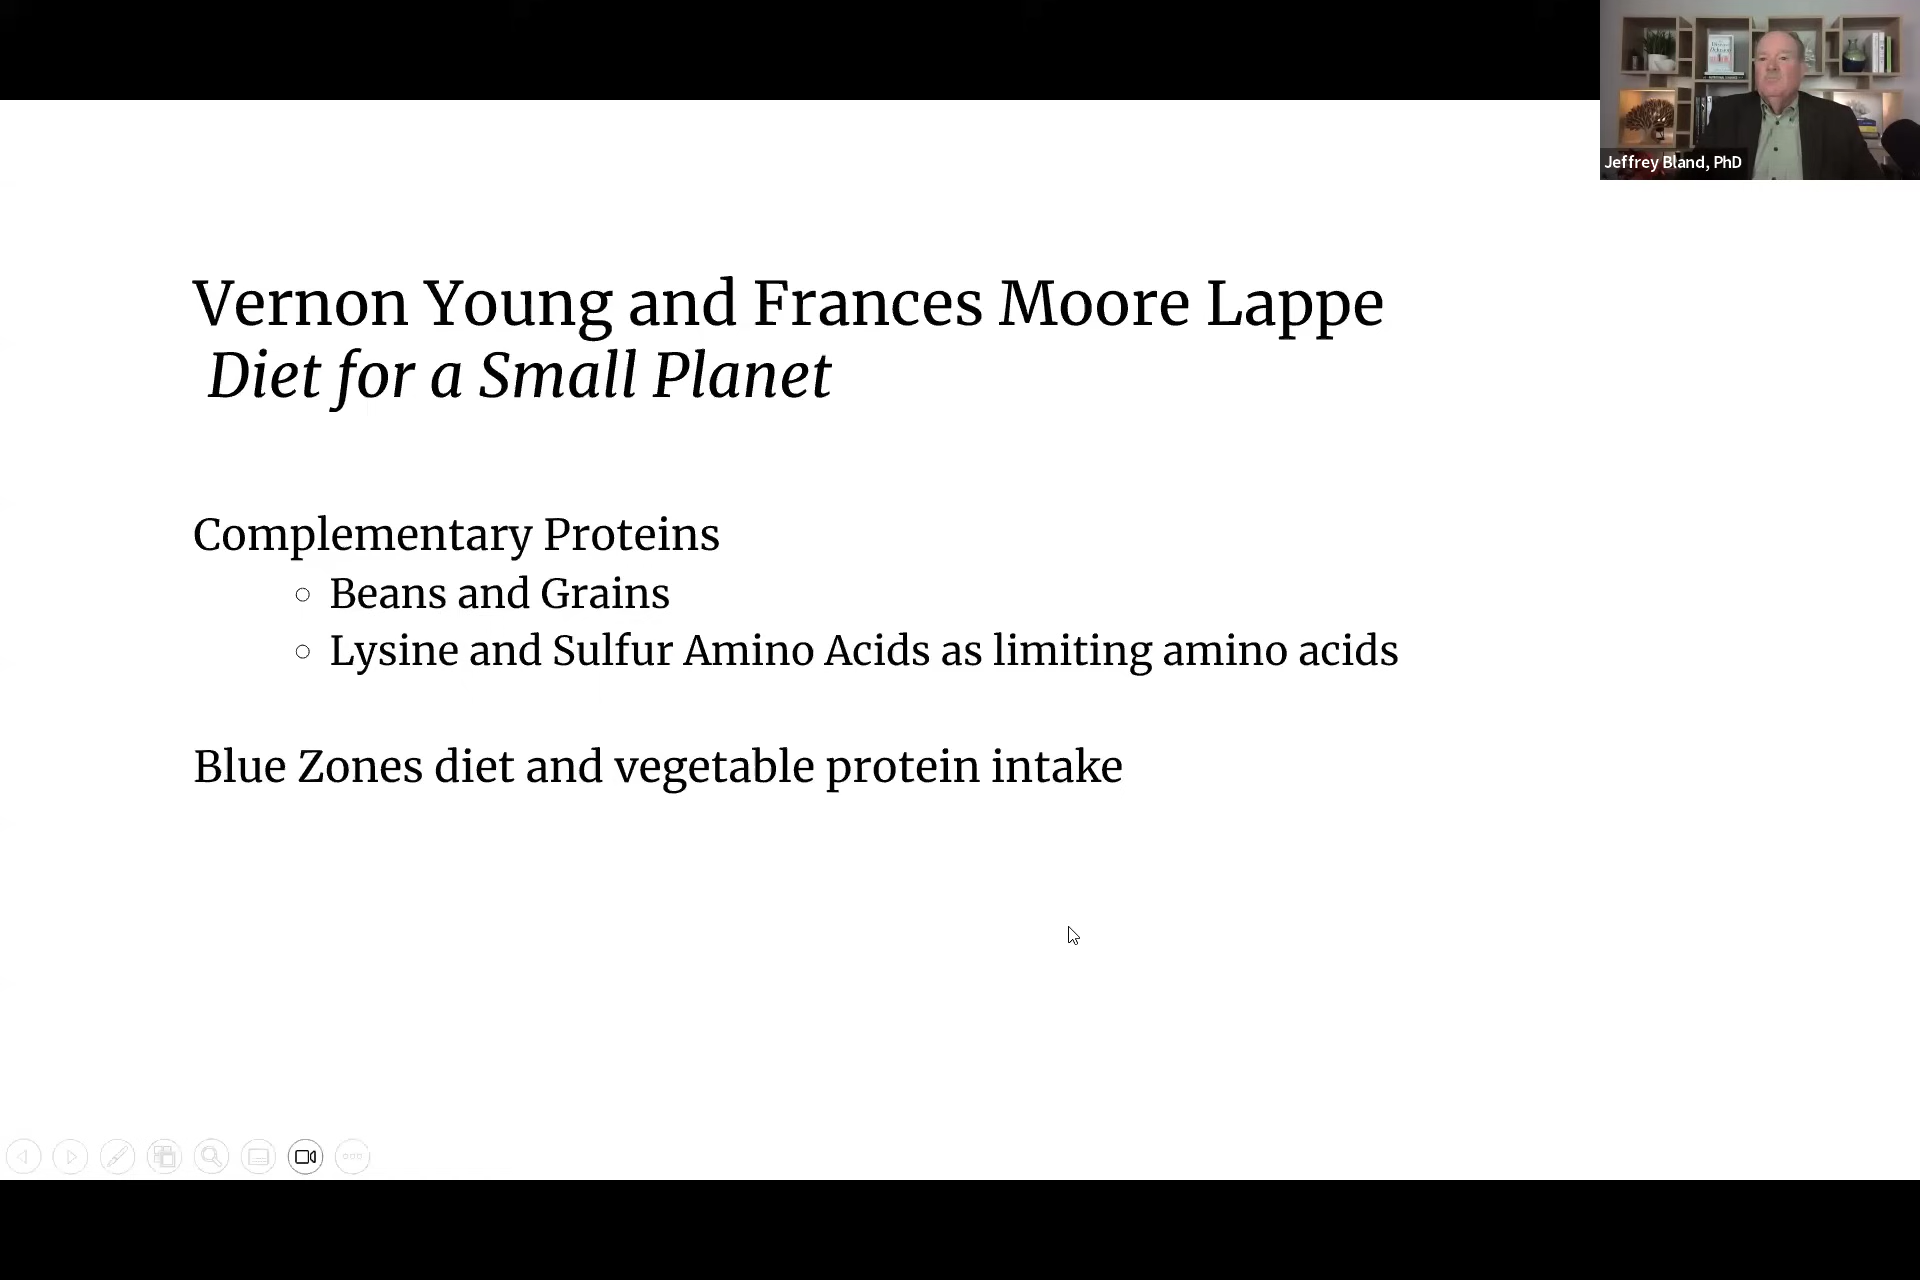 Jeffrey Bland, PhD
Vernon Young and Frances Moore Lappe
Diet for a Small Planet
Complementary Proteins
Beans and Grains
Lysine and Sulfur Amino Acids as limiting amino acids
Blue Zones diet and vegetable protein intake